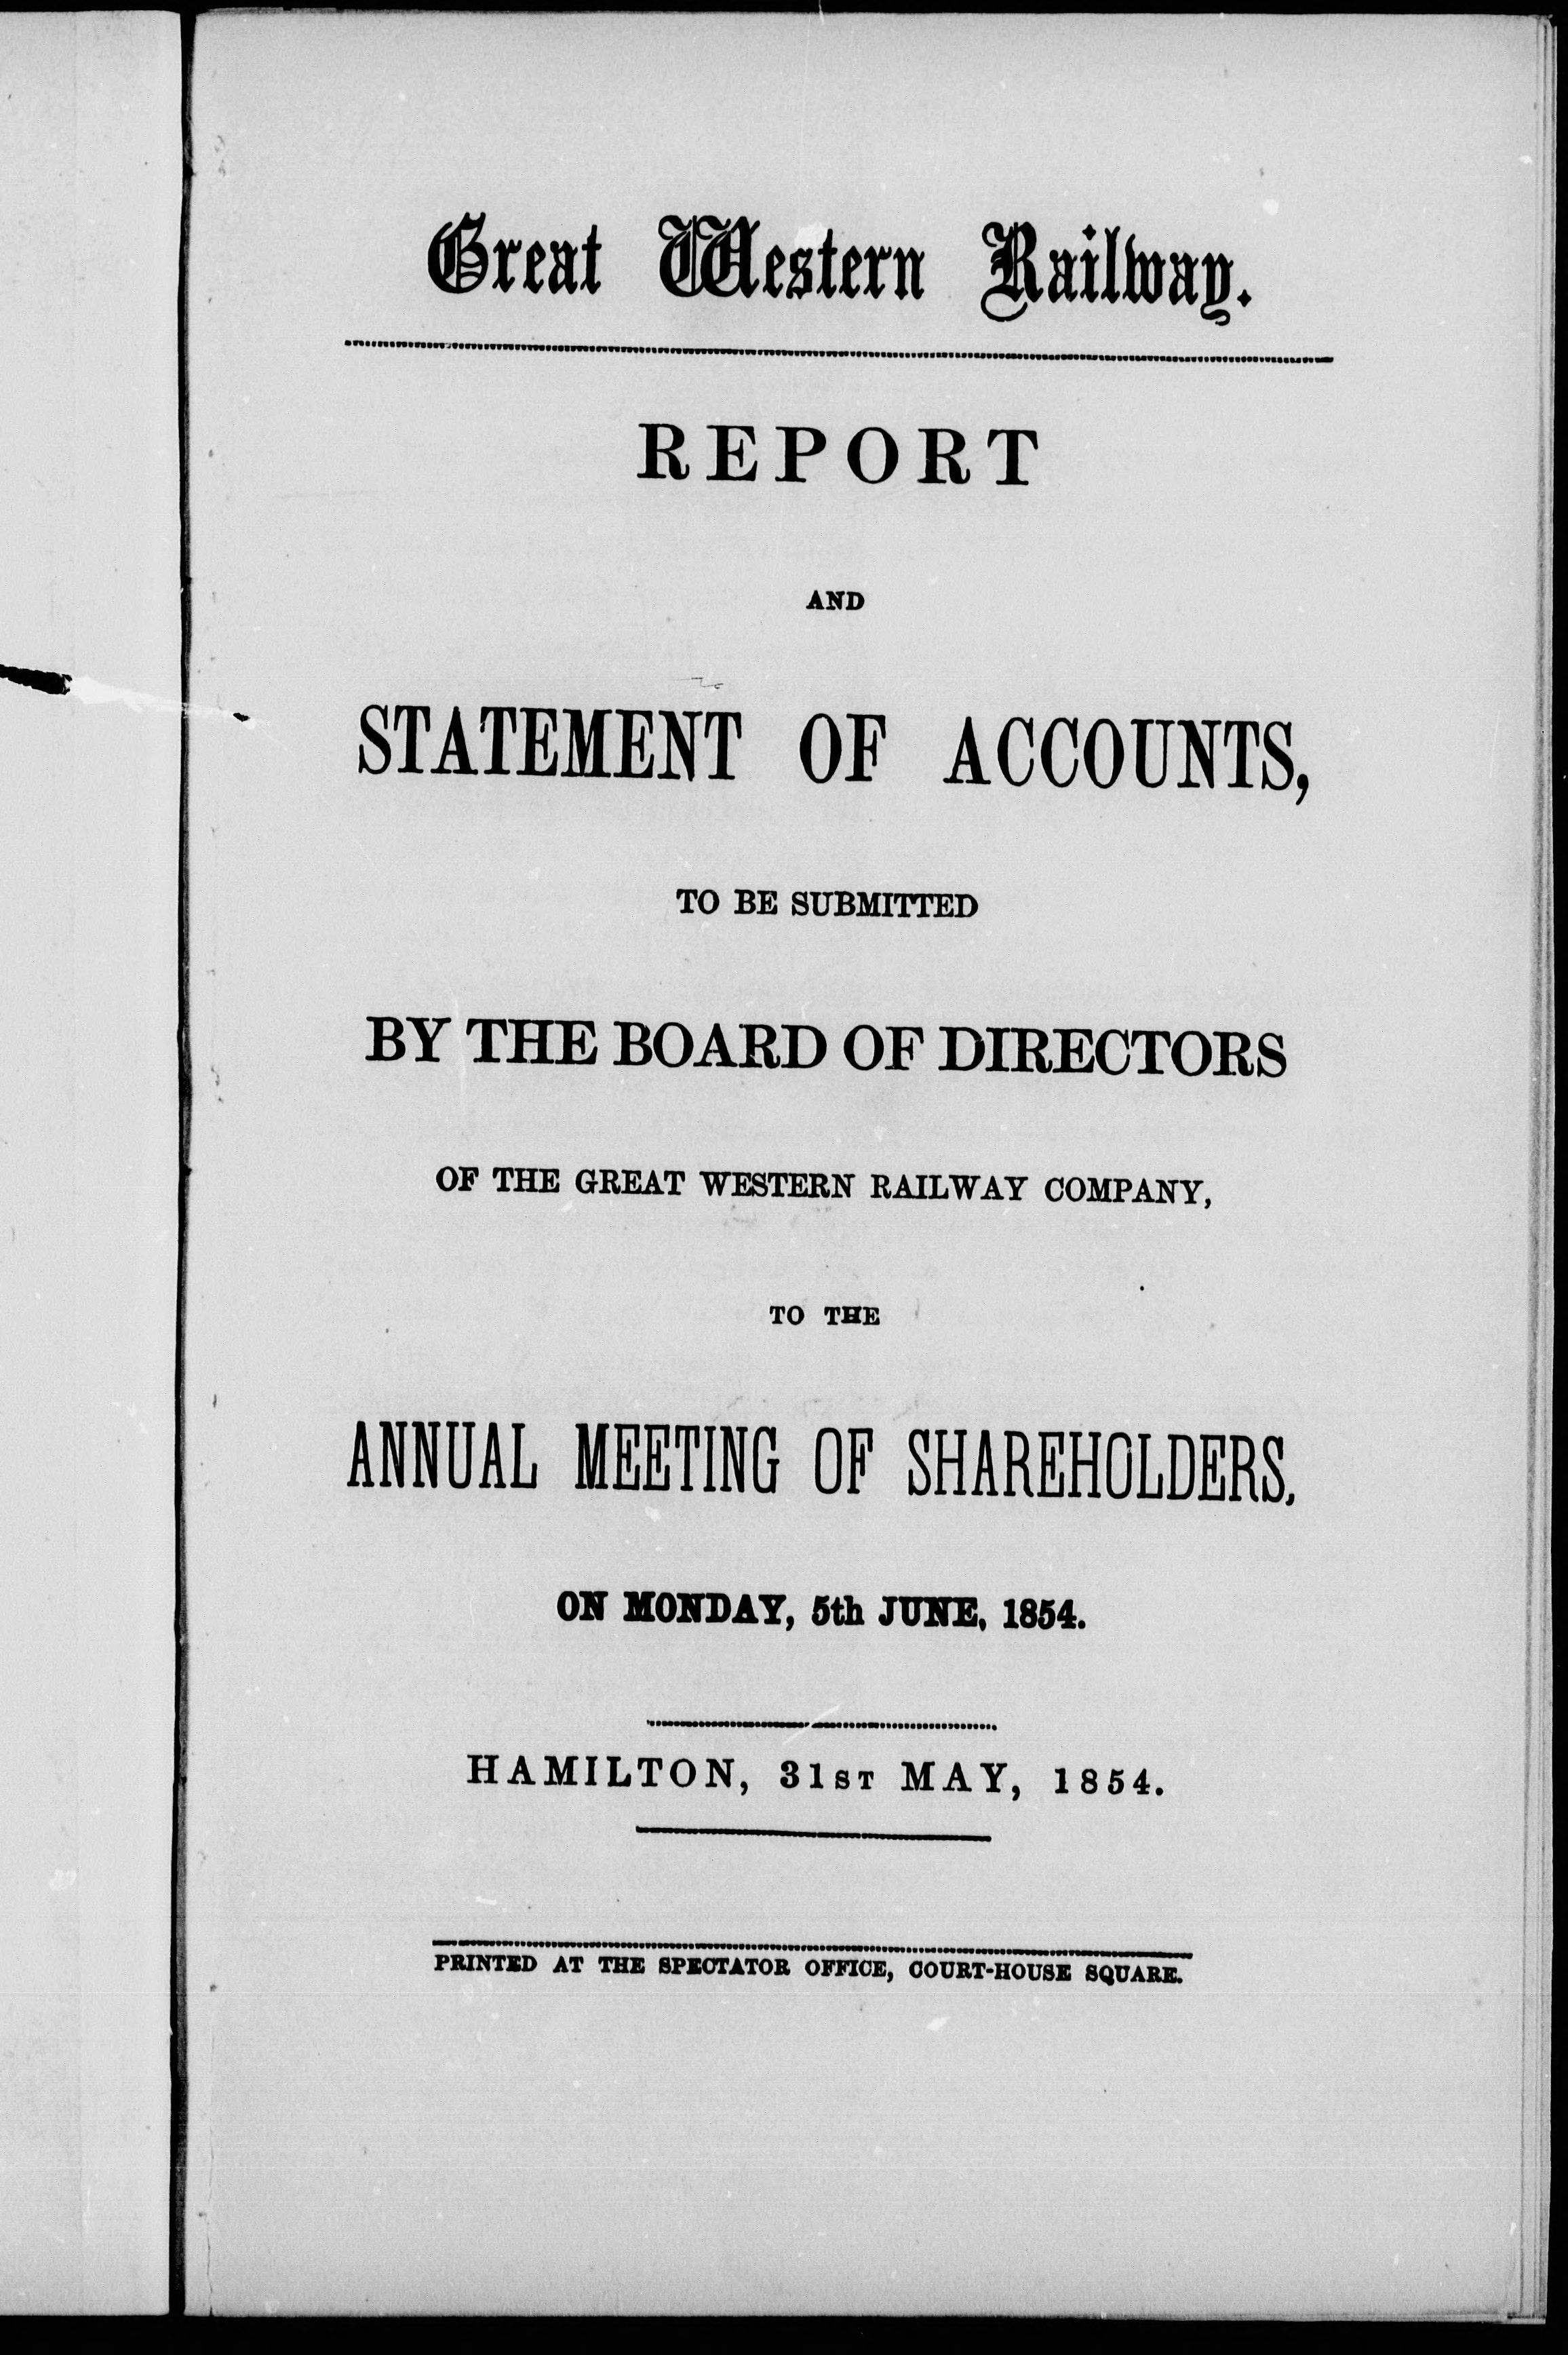 Great Western Railway.
REPORT
AND
STATEMENT OF ACCOUNTS,
TO BE SUBMITTED
BY THE BOARD OF DIRECTORS
OF THE GREAT WESTERN RAILWAY COMPANY,
TO THE
ANNUAL MEETING OF SHAREHOLDERS,
ON MONDAY, 5th JUNE, 1854.
HAMILTON, 31ST MAY, 1854.
PRINTED AT THE SPECTATOR OFFICE, COURT-HOUSE SQUARE.